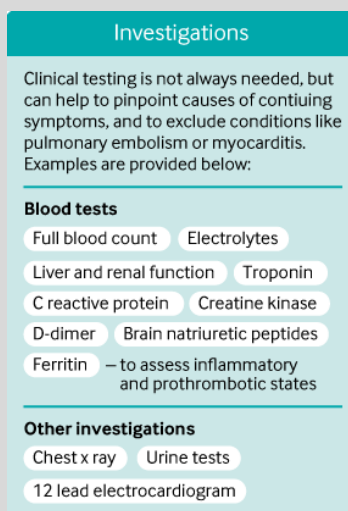 Investigations
Clinical testing is not always needed, but
can help to pinpoint causes of contiuing
symptoms, and to exclude conditions like
pulmonary embolism or myocarditis.
Examples are provided below:
Blood tests
Full blood count Electrolytes
Liver and renal function Troponin
C reactive protein Creatine kinase
D-dimer Brain natriuretic peptides
Ferritin – to assess inflammatory
and prothrombotic states
Other investigations
Chest x ray Urine tests
12 lead electrocardiogram